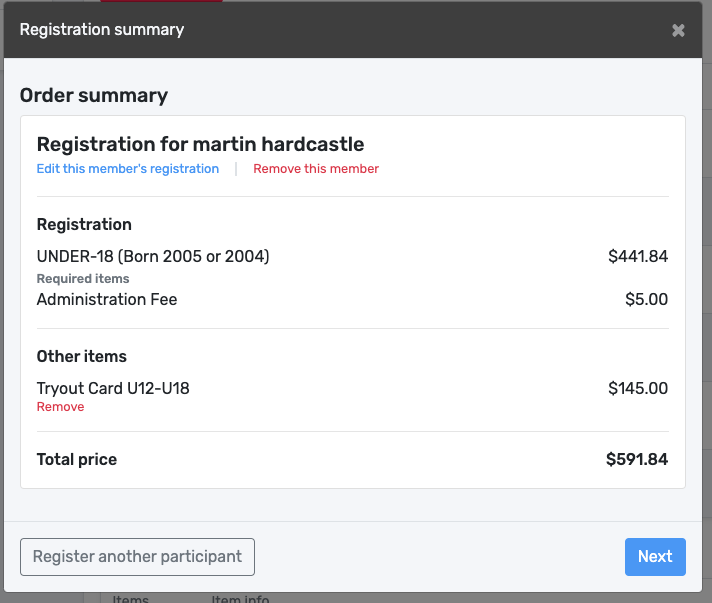 Registration summary
Order summary
Registration for martin hardcastle
Edit this member's registration | Remove this member
Registration
UNDER-18 (Born 2005 or 2004) $441.84
Required items
Administration Fee $5.00
Other items
Tryout Card U12-U18 $145.00
Remove
Total price $591.84
Register another participant Next
Items Item info